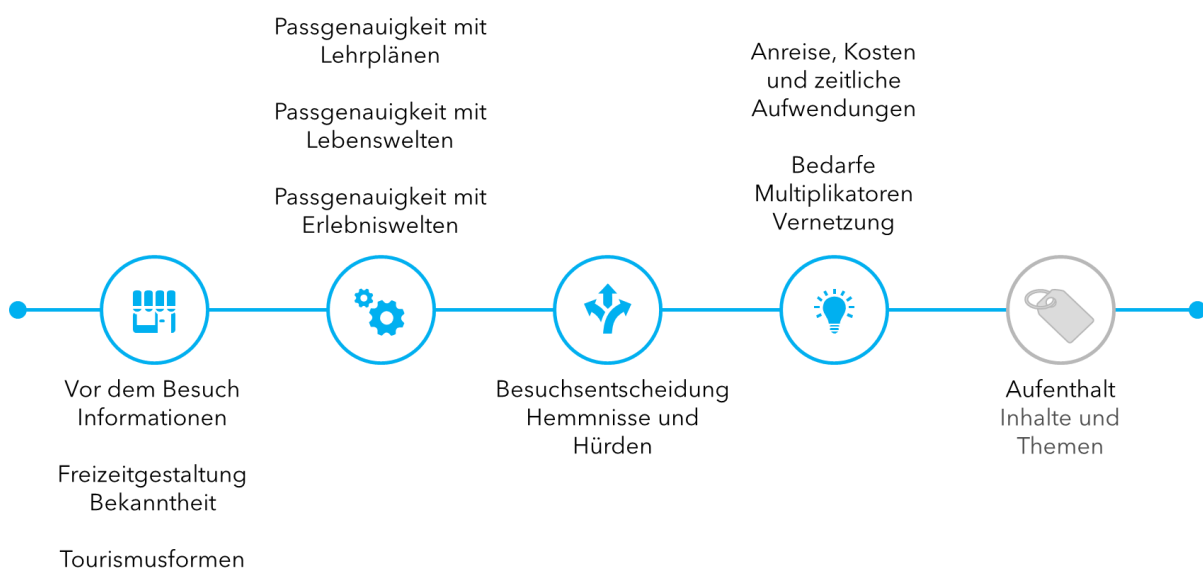 Passgenauigkeit mit
Lehrplänen
Passgenauigkeit mit
Lebenswelten
Passgenauigkeit mit
Erlebniswelten
Anreise, Kosten
und zeitliche
Aufwendungen
Bedarfe
Multiplikatoren
Vernetzung
Vor dem Besuch
Informationen
Freizeitgestaltung
Bekanntheit
Tourismusformen
Besuchsentscheidung
Hemmnisse und
Hürden
Aufenthalt
Inhalte und
Themen